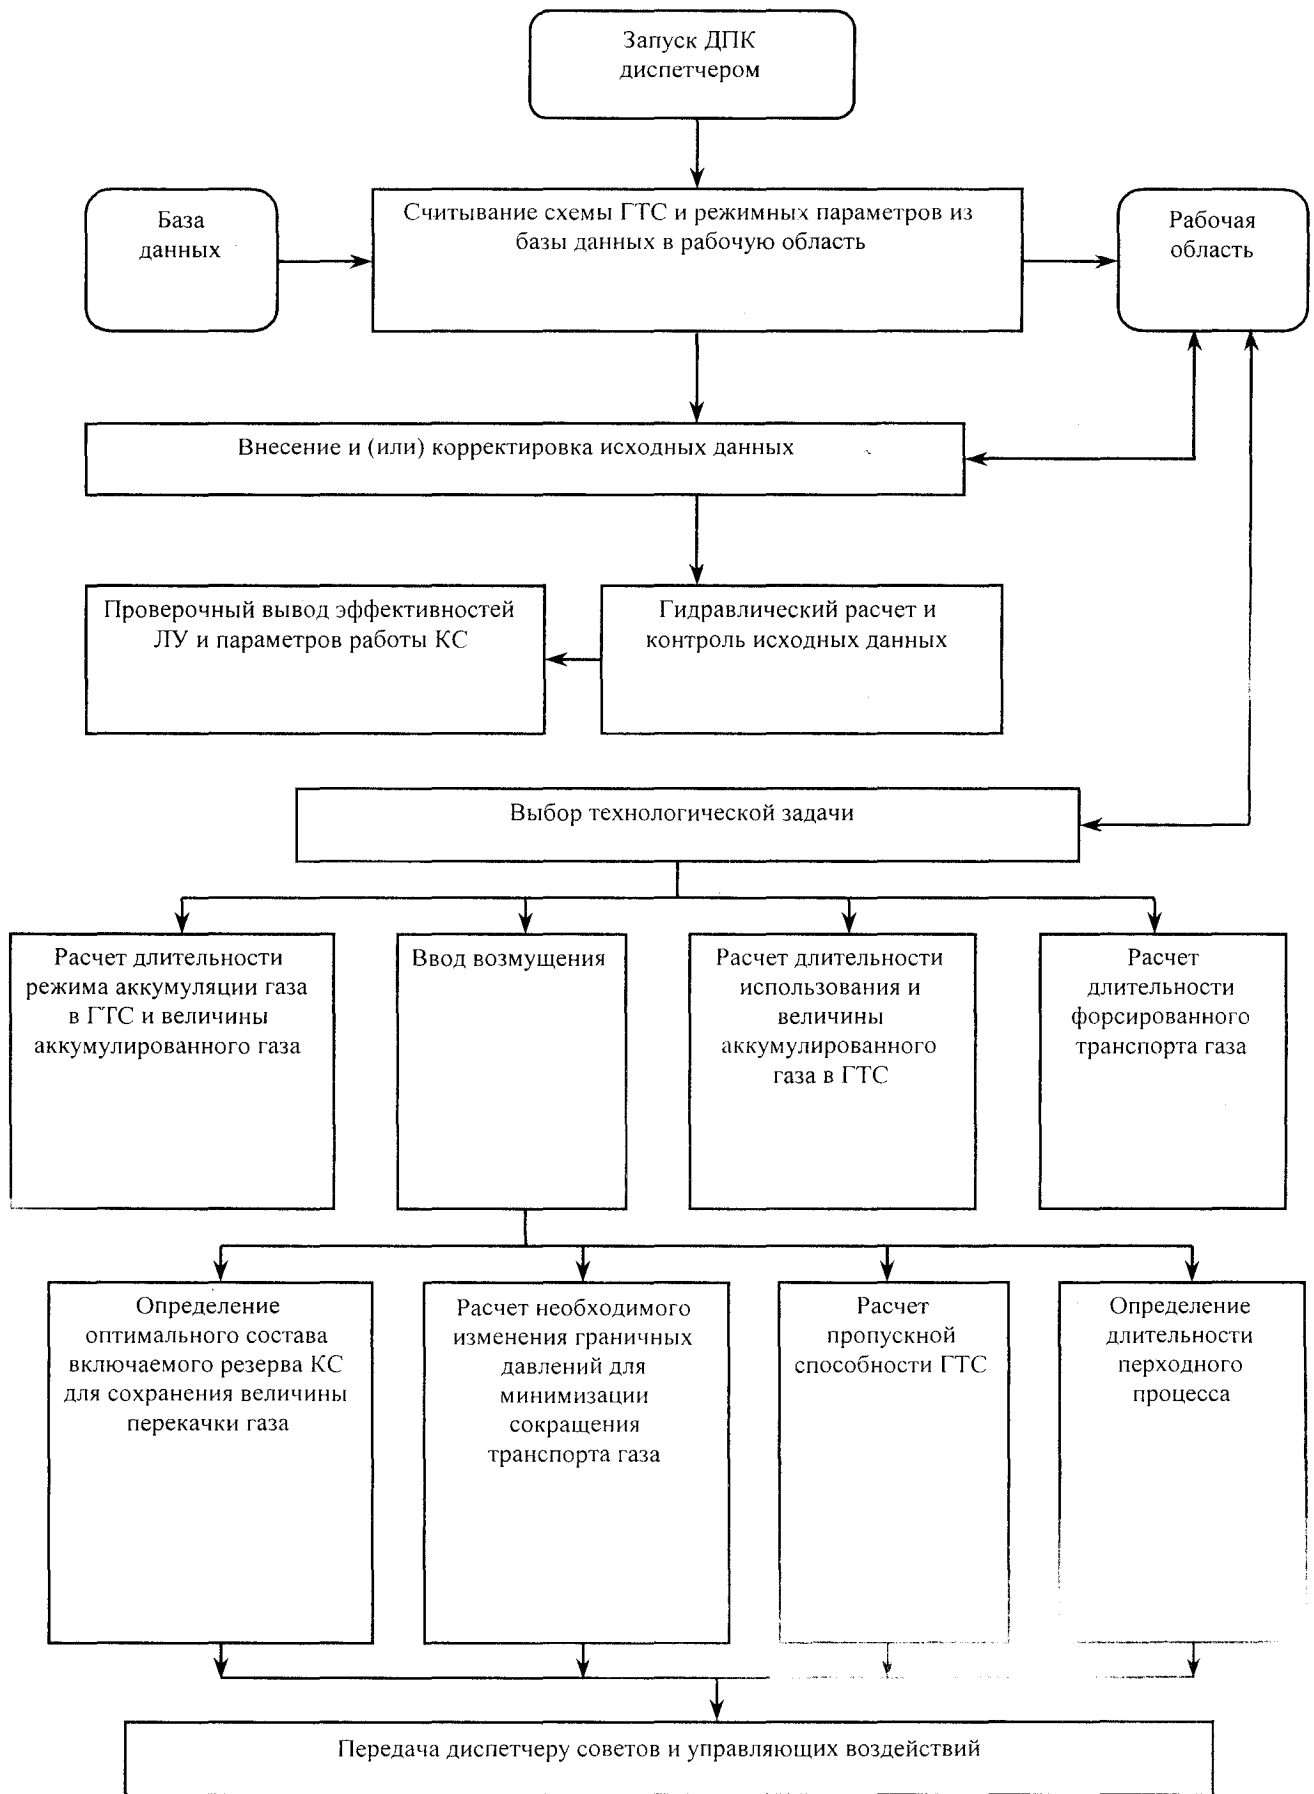 Запуск ДПК
диспетчером
База
данных
Считывание схемы ГТС и режимных параметров из
базы данных в рабочую область
Рабочая
область
Внесение и (или) корректировка исходных данных
Проверочный вывод эффективностей
ЛУ и параметров работы КС
Гидравлический расчет и
контроль исходных данных
Выбор технологической задачи
Расчет длительности
режима аккумуляции газа
в ГТС и величины
аккумулированного газа
Ввод возмущения
Расчет длительности
использования и
величины
аккумулированного
газа в ГТС
Расчет
длительности
форсированного
транспорта газа
Определение
оптимального состава
включаемого резерва КС
для сохранения величины
перекачки газа
Расчет необходимого
изменения граничных
давлений для
минимизации
сокращения
транспорта газа
Расчет
пропускной
способности ГТС
Определение
длительности
перходного
процесса
Передача диспетчеру советов и управляющих воздействий